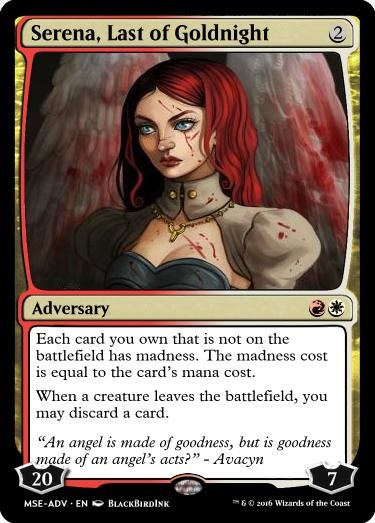 Serena, Last of Goldnight 2
Adversary
Each card you own that is not on the
battlefield has madness. The madness cost
is equal to the card's mana cost.
When a creature leaves the battlefield, you
may discard a card.
“An angel is made of goodness, but is goodness
made of an angel's acts?” - Avacyn
20
7
MSE-ADV • EN BLACKBIRDINK
™ & © 2016 Wizards of the Coast